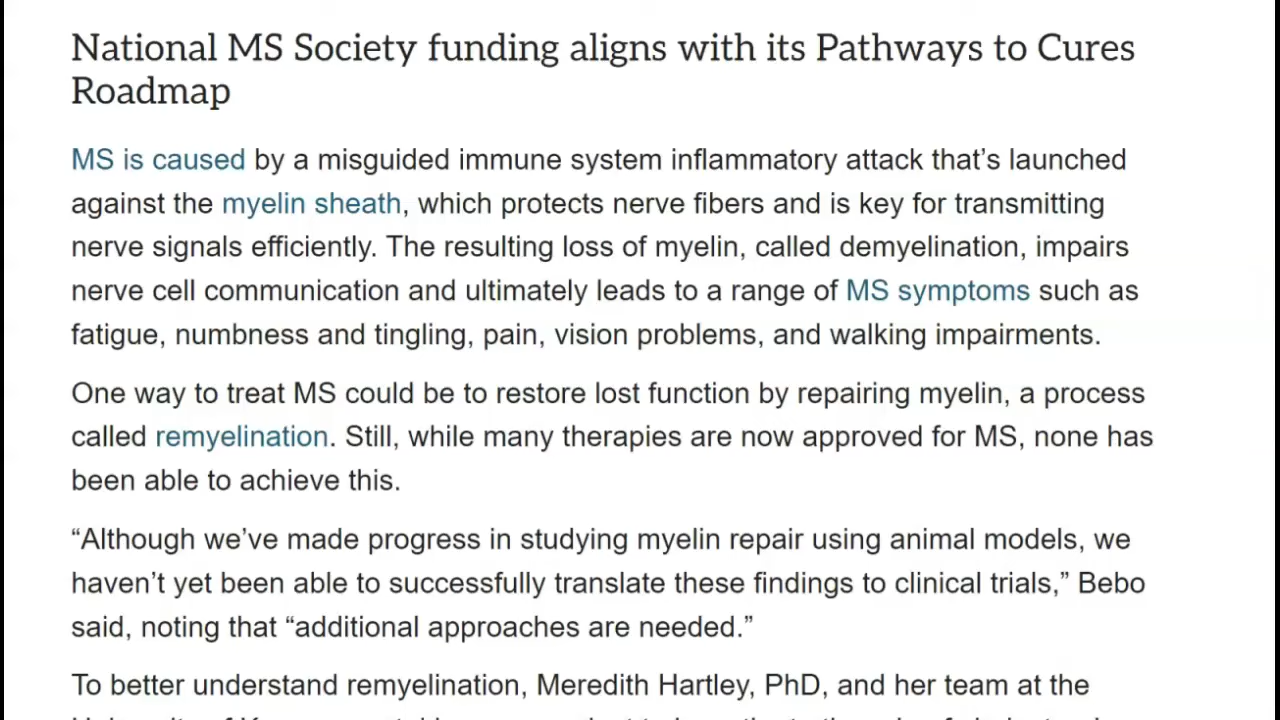 National MS Society funding aligns with its Pathways to Cures
Roadmap
MS is caused by a misguided immune system inflammatory attack that’s launched
against the myelin sheath, which protects nerve fibers and is key for transmitting
nerve signals efficiently. The resulting loss of myelin, called demyelination, impairs
nerve cell communication and ultimately leads to a range of MS symptoms such as
fatigue, numbness and tingling, pain, vision problems, and walking impairments.
One way to treat MS could be to restore lost function by repairing myelin, a process
called remyelination. Still, while many therapies are now approved for MS, none has
been able to achieve this.
“Although we’ve made progress in studying myelin repair using animal models, we
haven’t yet been able to successfully translate these findings to clinical trials,” Bebo
said, noting that “additional approaches are needed.”
To better understand remyelination, Meredith Hartley, PhD, and her team at the